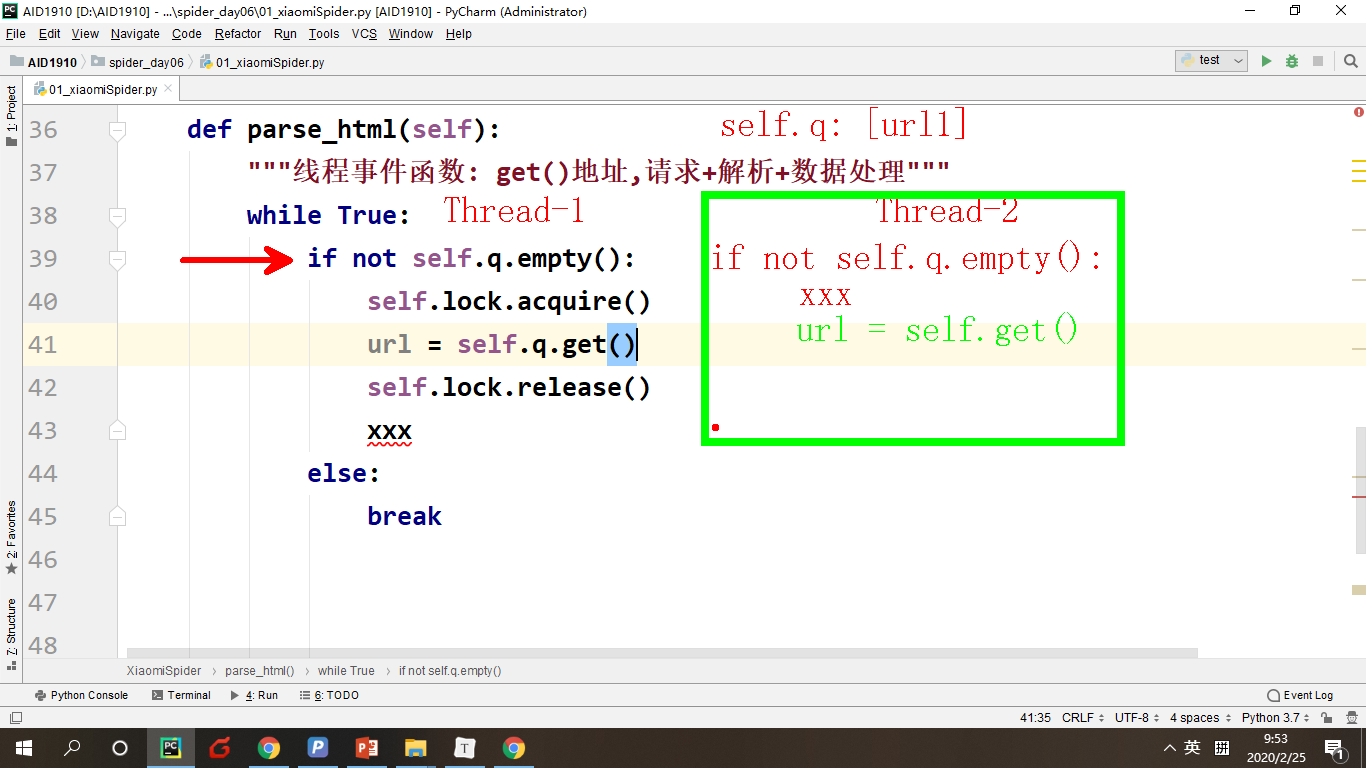 AID1910 [D:\AID1910] - ...\spider_day06\01_xiaomiSpider.py [AID1910] - PyCharm (Administrator)
File Edit View Navigate Code Refactor Run Tools VCS Window Help
AID1910 spider_day06 01_xiaomiSpider.py test
01_xiaomiSpider.py
1: Project
2: Favorites
7: Structure
36 def parse_html(self): self.q: [url1]
37 """线程事件函数: get()地址,请求+解析+数据处理"""
38 while True: Thread-1 Thread-2
39 if not self.q.empty(): if not self.q.empty():
40 self.lock.acquire() xxx
41 url = self.q.get() url = self.get()
42 self.lock.release()
43 xxx
44 else:
45 break
46
47
48
XiaomiSpider › parse_html() › while True › if not self.q.empty()
Python Console Terminal 4: Run 6: TODO Event Log
41:35 CRLF UTF-8 4 spaces Python 3.7
英 拼 9:53
2020/2/25 1